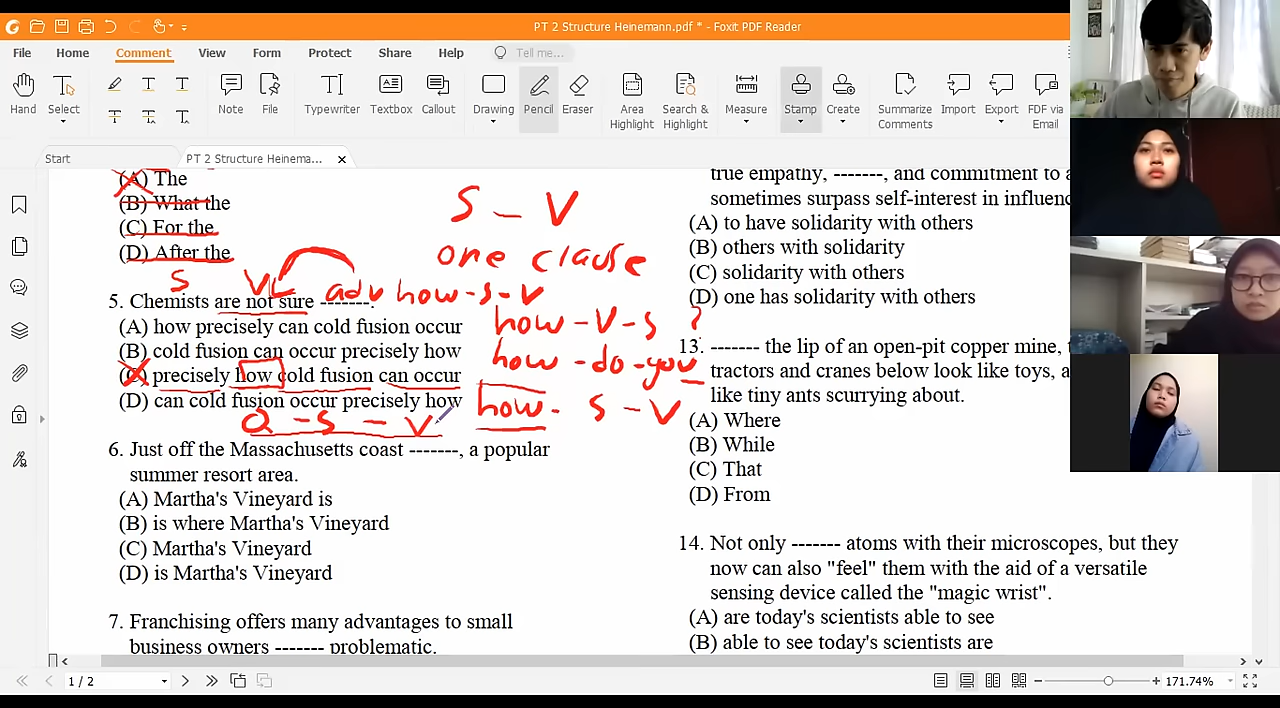 PT 2 Structure Heinemann.pdf * - Foxit PDF Reader
File Home Comment View Form Protect Share Help Tell me...
Hand Select Note File Typewriter Textbox Callout Drawing Pencil Eraser Area Highlight Search & Highlight Measure Stamp Create Summarize Comments Import Export FDF via Email
Start PT 2 Structure Heinema...
(A) The
(B) What the
(C) For the
(D) After the
S - V
one clause
S V adv how-S-V
5. Chemists are not sure -------.
(A) how precisely can cold fusion occur
(B) cold fusion can occur precisely how
(C) precisely how cold fusion can occur
(D) can cold fusion occur precisely how
how-V-S ?
how-do-you
how- S-V
Q-S-V
6. Just off the Massachusetts coast -------, a popular
summer resort area.
(A) Martha's Vineyard is
(B) is where Martha's Vineyard
(C) Martha's Vineyard
(D) is Martha's Vineyard
7. Franchising offers many advantages to small
business owners ------- problematic.
true empathy, -------, and commitment to
sometimes surpass self-interest in
(A) to have solidarity with others
(B) others with solidarity
(C) solidarity with others
(D) one has solidarity with others
13. ------- the lip of an open-pit copper mine,
tractors and cranes below look like toys,
like tiny ants scurrying about.
(A) Where
(B) While
(C) That
(D) From
14. Not only ------- atoms with their microscopes, but they
now can also "feel" them with the aid of a versatile
sensing device called the "magic wrist".
(A) are today's scientists able to see
(B) able to see today's scientists are
1 / 2
171.74%